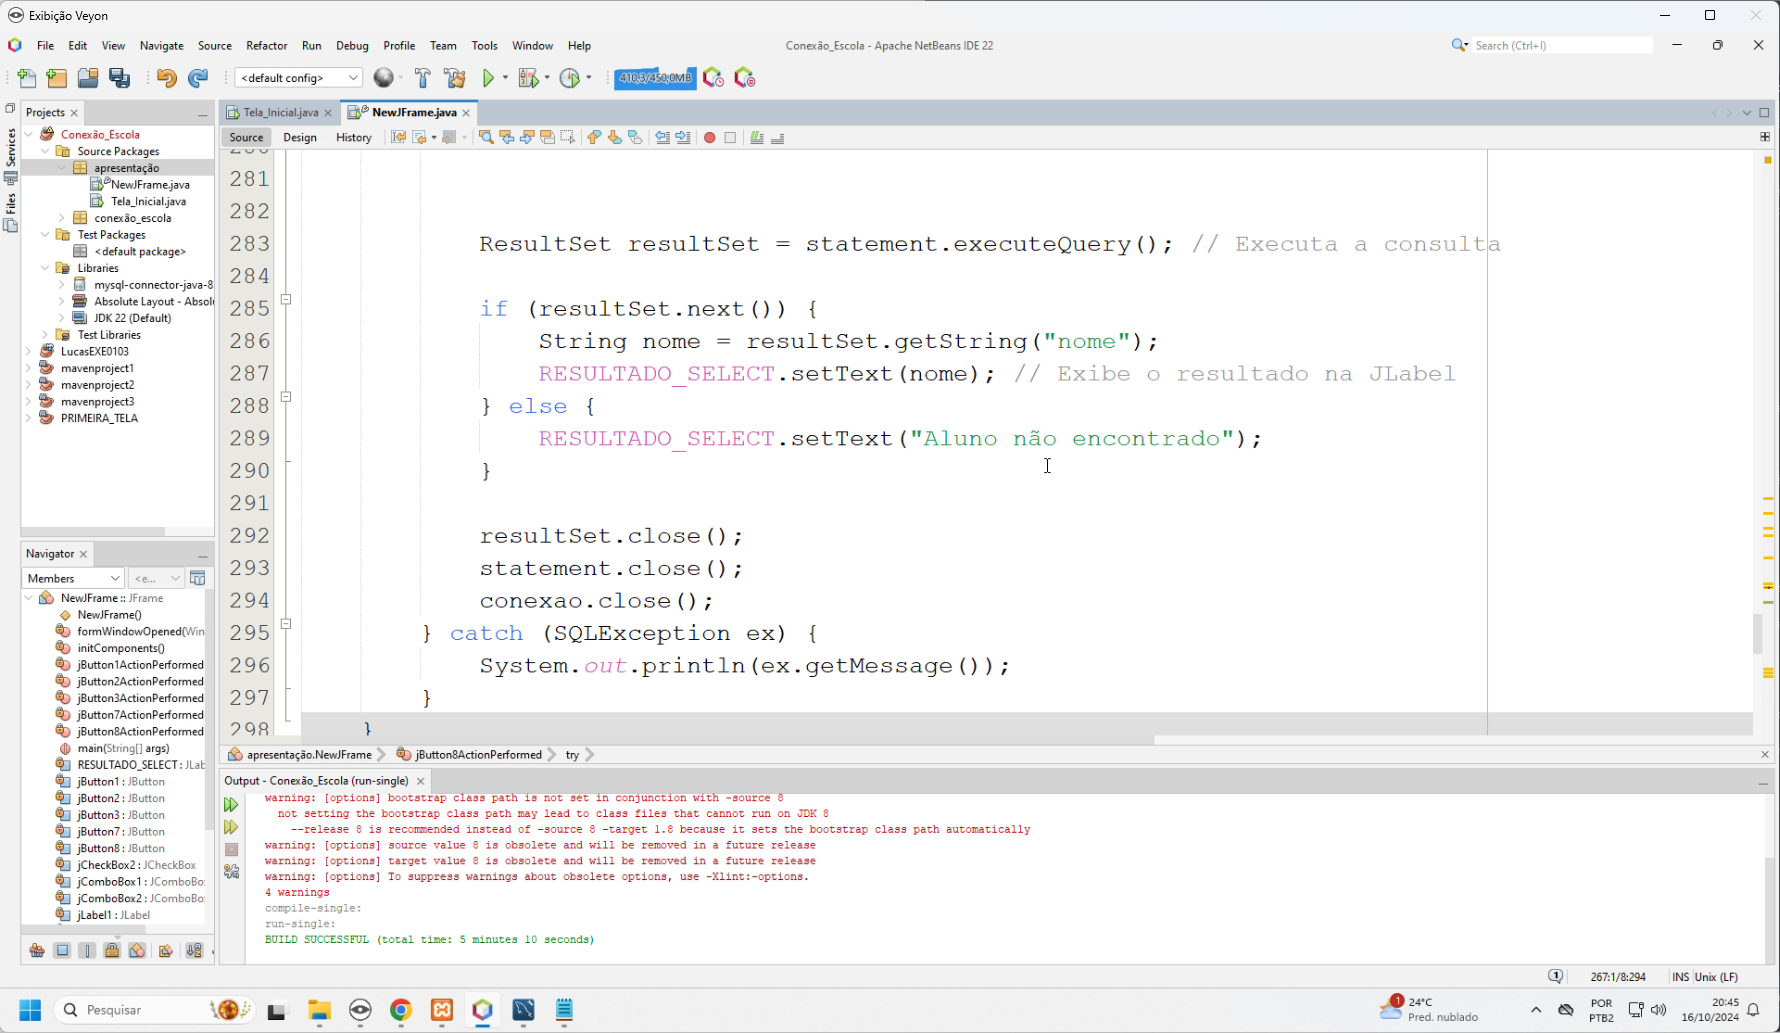 Exibição Veyon
File Edit View Navigate Source Refactor Run Debug Profile Team Tools Window Help
Conexão_Escola - Apache NetBeans IDE 22
Search (Ctrl+I)
<default config>
410,3/450,0MB
Projects
Tela_Inicial.java
NewJFrame.java
Services
Files
Conexão_Escola
Source Packages
apresentação
NewJFrame.java
Tela_Inicial.java
conexão_escola
Test Packages
<default package>
Libraries
mysql-connector-java-8
Absolute Layout - Absol
JDK 22 (Default)
Test Libraries
LucasEXE0103
mavenproject1
mavenproject2
mavenproject3
PRIMEIRA_TELA
Source Design History
281
282
283 ResultSet resultSet = statement.executeQuery(); // Executa a consulta
284
285 if (resultSet.next()) {
286 String nome = resultSet.getString("nome");
287 RESULTADO_SELECT.setText(nome); // Exibe o resultado na JLabel
288 } else {
289 RESULTADO_SELECT.setText("Aluno não encontrado");
290 }
291
292 resultSet.close();
293 statement.close();
294 conexao.close();
295 } catch (SQLException ex) {
296 System.out.println(ex.getMessage());
297 }
298 }
apresentação.NewJFrame jButton8ActionPerformed try
Navigator
Members <e...
NewJFrame :: JFrame
NewJFrame()
formWindowOpened(Win
initComponents()
jButton1ActionPerformed
jButton2ActionPerformed
jButton3ActionPerformed
jButton7ActionPerformed
jButton8ActionPerformed
main(String[] args)
RESULTADO_SELECT : JLab
jButton1 : JButton
jButton2 : JButton
jButton3 : JButton
jButton7 : JButton
jButton8 : JButton
jCheckBox2 : JCheckBox
jComboBox1 : JComboBo
jComboBox2 : JComboBo
jLabel1 : JLabel
Output - Conexão_Escola (run-single)
warning: [options] bootstrap class path is not set in conjunction with -source 8
not setting the bootstrap class path may lead to class files that cannot run on JDK 8
--release 8 is recommended instead of -source 8 -target 1.8 because it sets the bootstrap class path automatically
warning: [options] source value 8 is obsolete and will be removed in a future release
warning: [options] target value 8 is obsolete and will be removed in a future release
warning: [options] To suppress warnings about obsolete options, use -Xlint:-options.
4 warnings
compile-single:
run-single:
BUILD SUCCESSFUL (total time: 5 minutes 10 seconds)
1 267:1/8:294 INS Unix (LF)
Pesquisar
1
24°C
Pred. nublado
POR
PTB2
20:45
16/10/2024